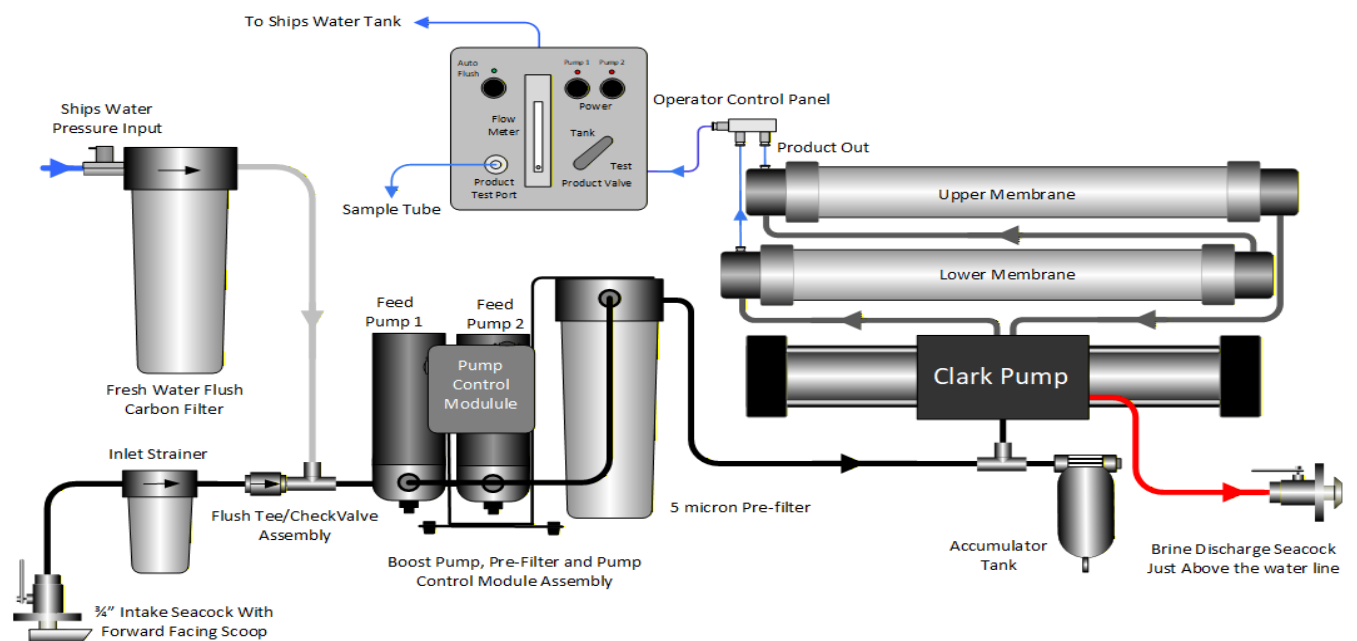 To Ships Water Tank
Auto
Flush
Pump 1 Pump 2
Power
Flow
Meter
Tank
Test
Product
Test Port
Product Valve
Sample Tube
Ships Water
Pressure Input
Operator Control Panel
Product Out
Upper Membrane
Lower Membrane
Fresh Water Flush
Carbon Filter
Feed
Pump 1
Feed
Pump 2
Pump
Control
Modulule
Clark Pump
Inlet Strainer
Flush Tee/CheckValve
Assembly
5 micron Pre-filter
Boost Pump, Pre-Filter and Pump
Control Module Assembly
Accumulator
Tank
Brine Discharge Seacock
Just Above the water line
¾” Intake Seacock With
Forward Facing Scoop